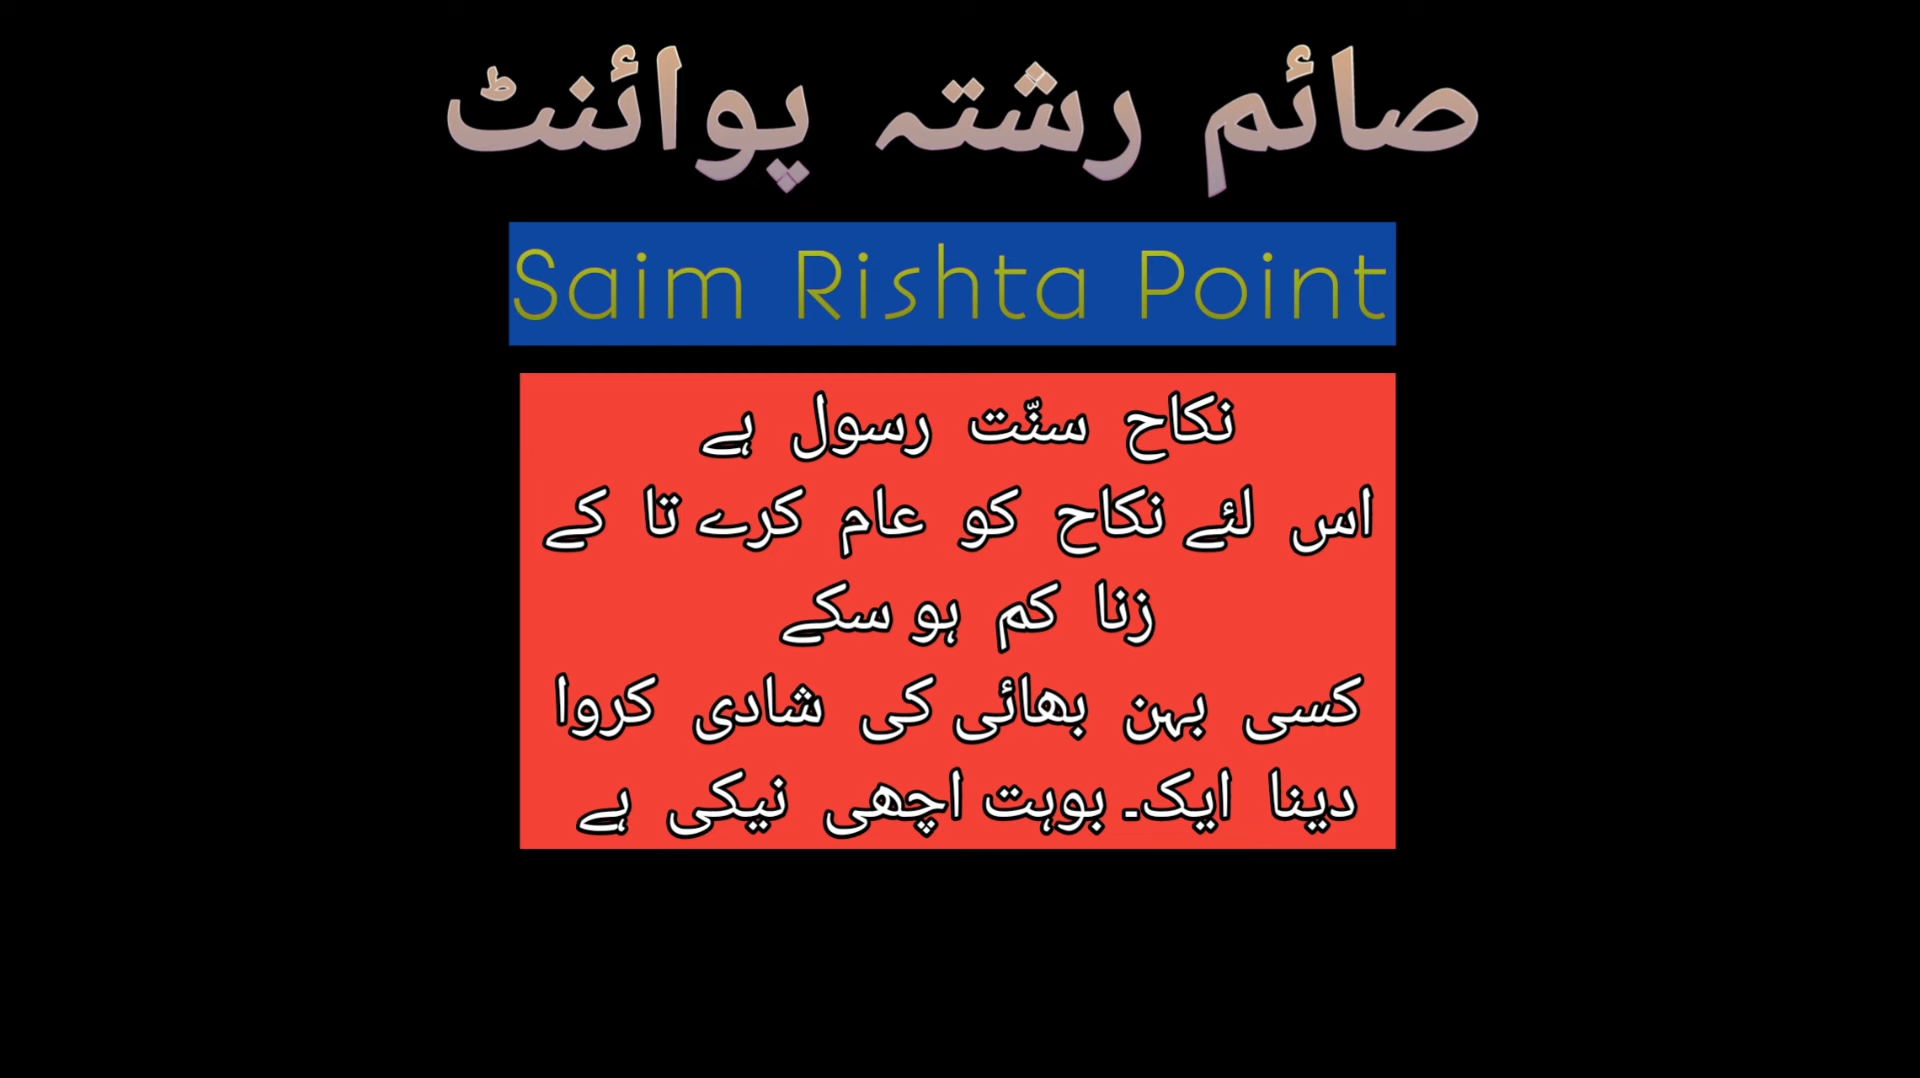 صائم رشتہ پوائنٹ
Saim Rishta Point
نکاح سنّت رسول ہے
اس لئے نکاح کو عام کرے تا کے
زنا کم ہو سکے
کسی بہن بھائی کی شادی کروا
دینا ایک۔ بوہت اچھی نیکی ہے